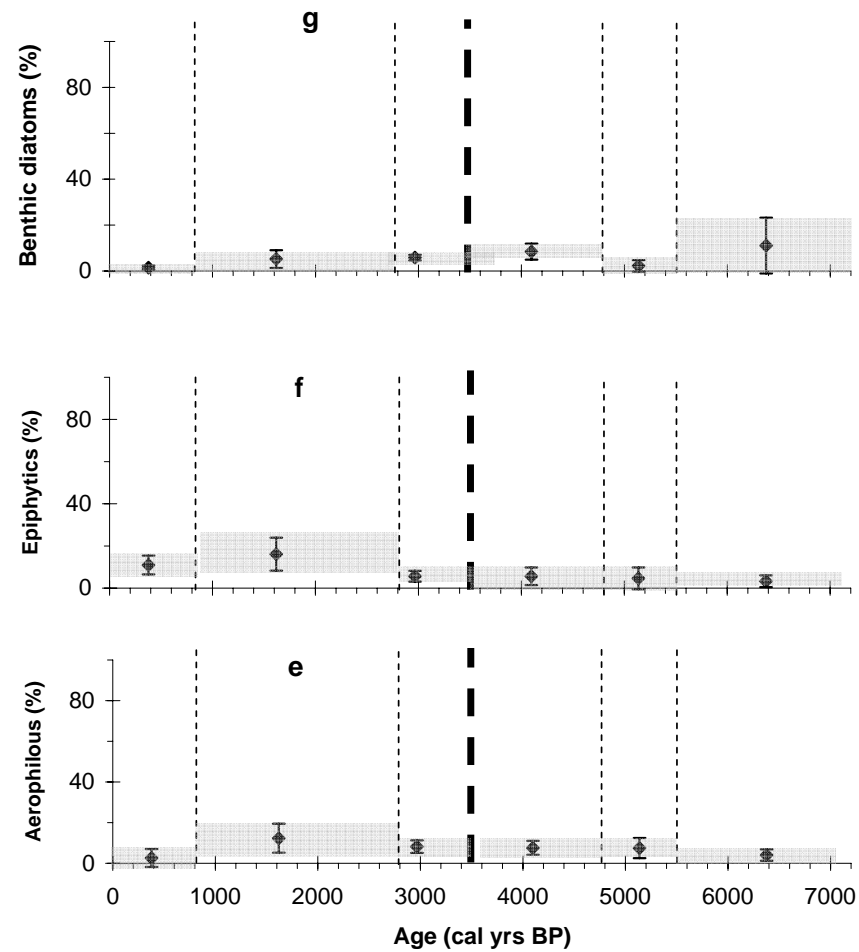 g
Benthic diatoms (%)
80
40
0
f
Epiphytics (%)
80
40
0
e
Aerophilous (%)
80
40
0
0 1000 2000 3000 4000 5000 6000 7000
Age (cal yrs BP)